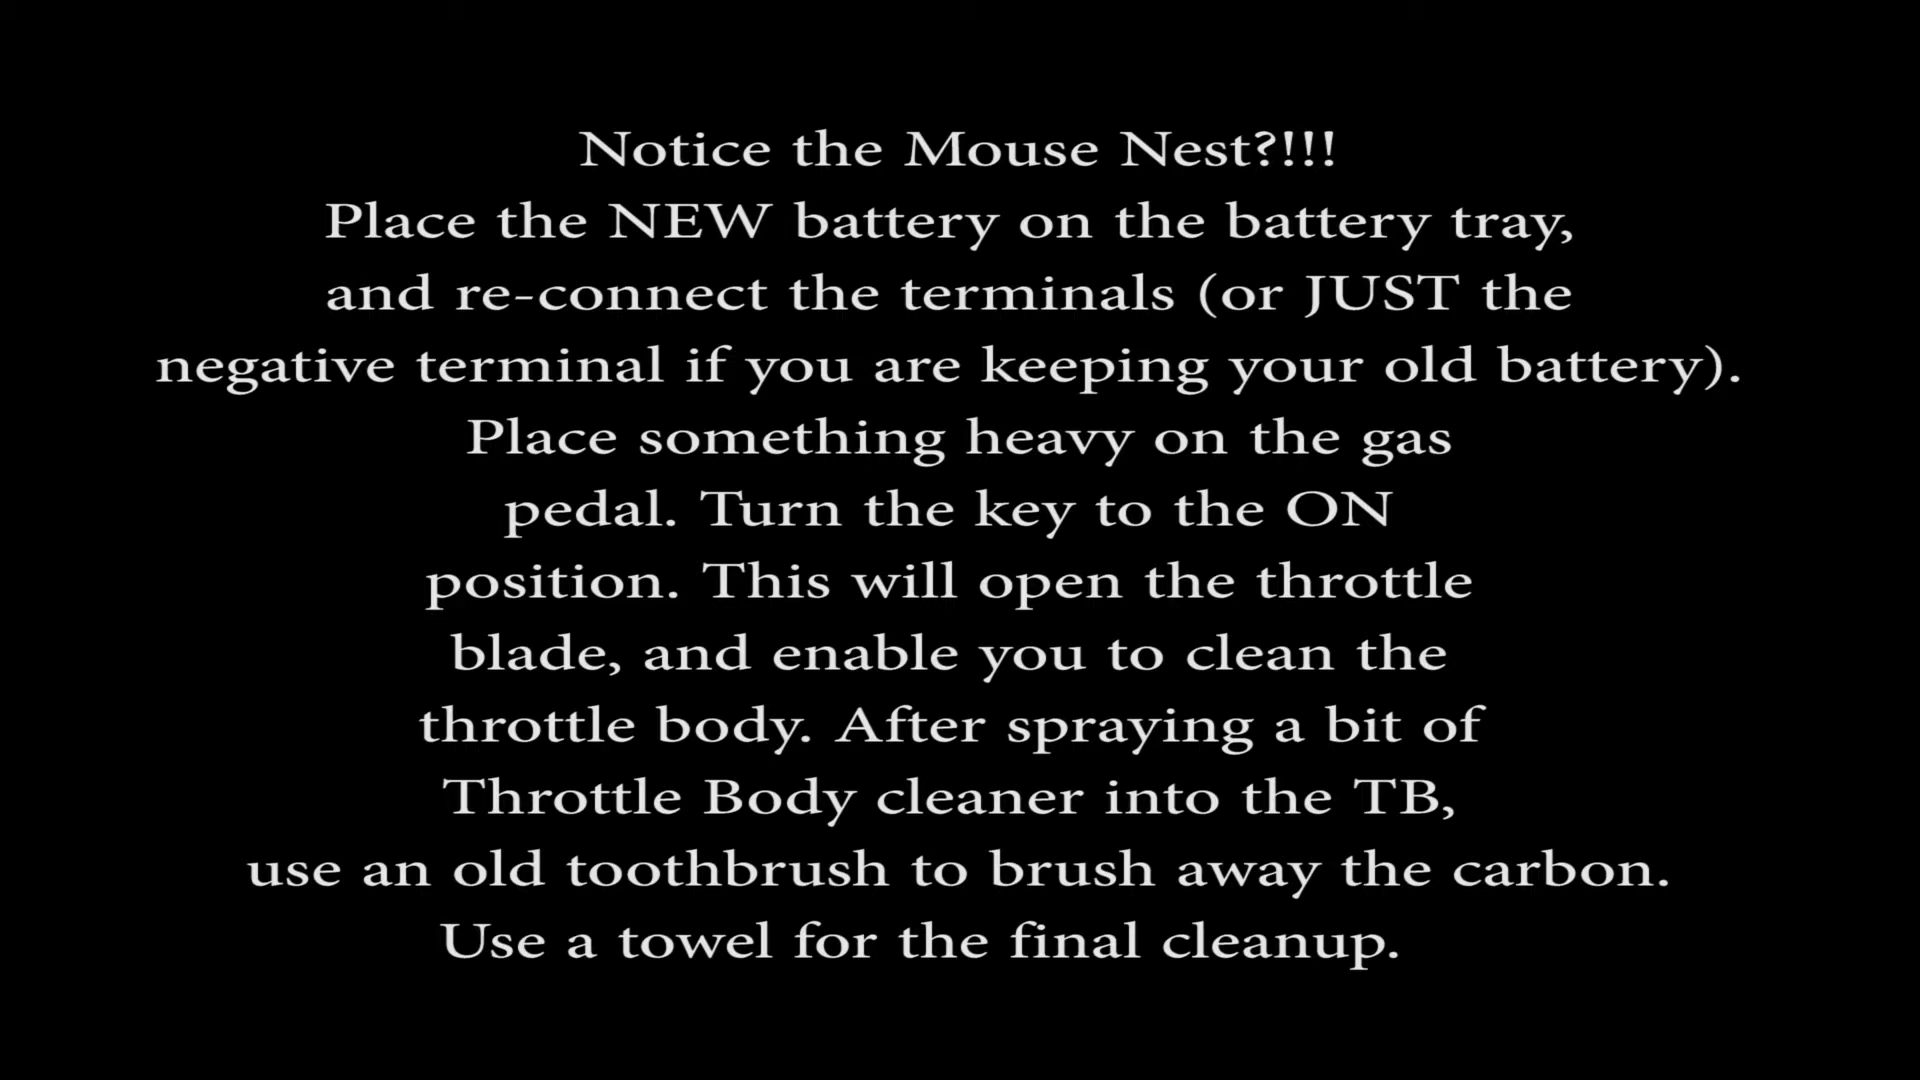 Notice the Mouse Nest?!!!
Place the NEW battery on the battery tray,
and re-connect the terminals (or JUST the
negative terminal if you are keeping your old battery).
Place something heavy on the gas
pedal. Turn the key to the ON
position. This will open the throttle
blade, and enable you to clean the
throttle body. After spraying a bit of
Throttle Body cleaner into the TB,
use an old toothbrush to brush away the carbon.
Use a towel for the final cleanup.